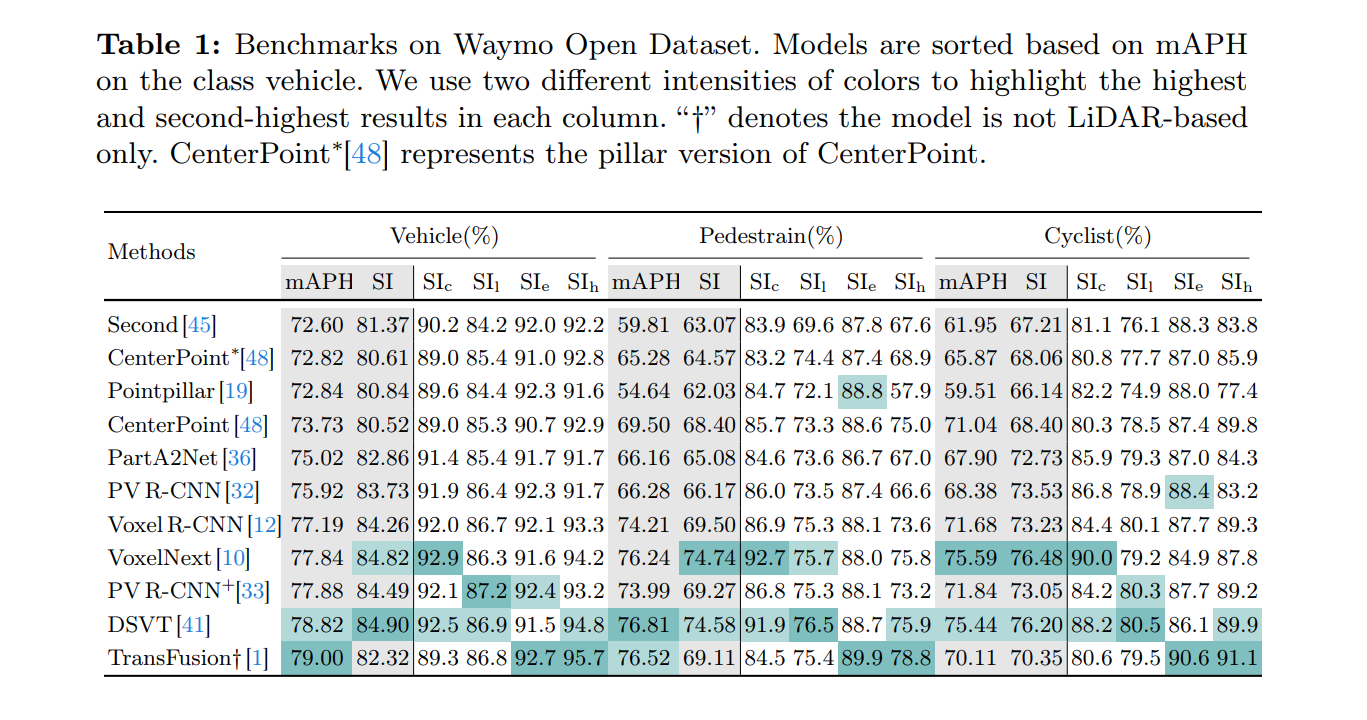 Table 1: Benchmarks on Waymo Open Dataset. Models are sorted based on mAPH
on the class vehicle. We use two different intensities of colors to highlight the highest
and second-highest results in each column. “†” denotes the model is not LiDAR-based
only. CenterPoint*[48] represents the pillar version of CenterPoint.
Methods Vehicle(%) Pedestrain(%) Cyclist(%)
mAPH SI SIc SIl SIe SIh mAPH SI SIc SIl SIe SIh mAPH SI SIc SIl SIe SIh
Second[45] 72.60 81.37 90.2 84.2 92.0 92.2 59.81 63.07 83.9 69.6 87.8 67.6 61.95 67.21 81.1 76.1 88.3 83.8
CenterPoint*[48] 72.82 80.61 89.0 85.4 91.0 92.8 65.28 64.57 83.2 74.4 87.4 68.9 65.87 68.06 80.8 77.7 87.0 85.9
Pointpillar[19] 72.84 80.84 89.6 84.4 92.3 91.6 54.64 62.03 84.7 72.1 88.8 57.9 59.51 66.14 82.2 74.9 88.0 77.4
CenterPoint[48] 73.73 80.52 89.0 85.3 90.7 92.9 69.50 68.40 85.7 73.3 88.6 75.0 71.04 68.40 80.3 78.5 87.4 89.8
PartA2Net[36] 75.02 82.86 91.4 85.4 91.7 91.7 66.16 65.08 84.6 73.6 86.7 67.0 67.90 72.73 85.9 79.3 87.0 84.3
PV R-CNN[32] 75.92 83.73 91.9 86.4 92.3 91.7 66.28 66.17 86.0 73.5 87.4 66.6 68.38 73.53 86.8 78.9 88.4 83.2
Voxel R-CNN[12] 77.19 84.26 92.0 86.7 92.1 93.3 74.21 69.50 86.9 75.3 88.1 73.6 71.68 73.23 84.4 80.1 87.7 89.3
VoxelNext[10] 77.84 84.82 92.9 86.3 91.6 94.2 76.24 74.74 92.7 75.7 88.0 75.8 75.59 76.48 90.0 79.2 84.9 87.8
PV R-CNN+[33] 77.88 84.49 92.1 87.2 92.4 93.2 73.99 69.27 86.8 75.3 88.1 73.2 71.84 73.05 84.2 80.3 87.7 89.2
DSVT[41] 78.82 84.90 92.5 86.9 91.5 94.8 76.81 74.58 91.9 76.5 88.7 75.9 75.44 76.20 88.2 80.5 86.1 89.9
TransFusion†[1] 79.00 82.32 89.3 86.8 92.7 95.7 76.52 69.11 84.5 75.4 89.9 78.8 70.11 70.35 80.6 79.5 90.6 91.1